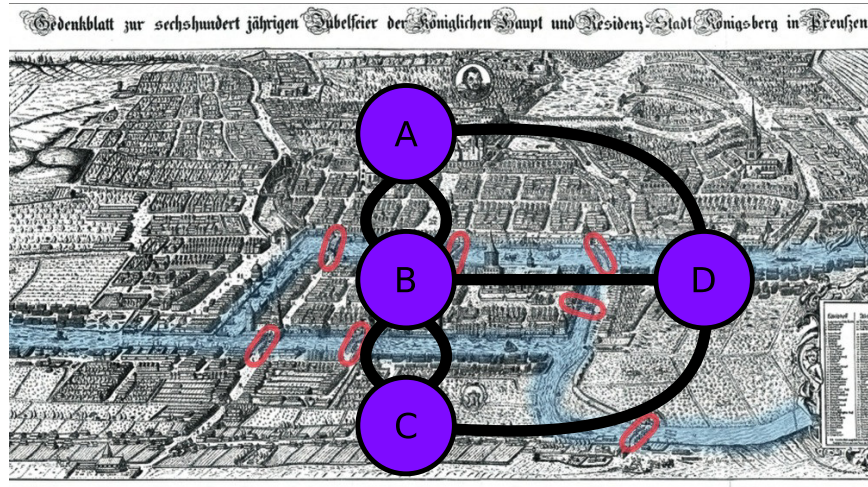 Gedenkblatt zur sechshundert jährigen Jubelfeier der Königlichen Haupt und Residenz-Stadt Königsberg in Preußen
A
B
D
C